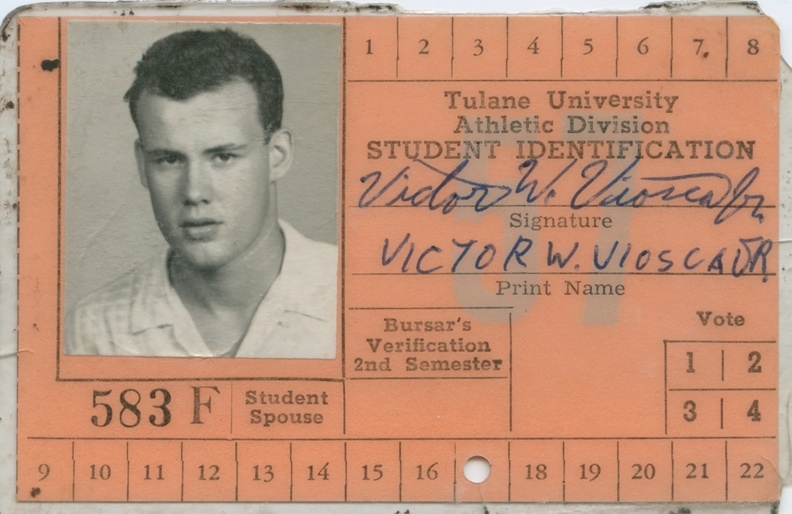 1 2 3 4 5 6 7 8
Tulane University
Athletic Division
STUDENT IDENTIFICATION
Victor W. Viosca Jr.
Signature
VICTOR W. VIOSCA JR
Print Name
Bursar's
Verification
2nd Semester
Vote
1 2
3 4
583 F
Student
Spouse
9 10 11 12 13 14 15 16 18 19 20 21 22